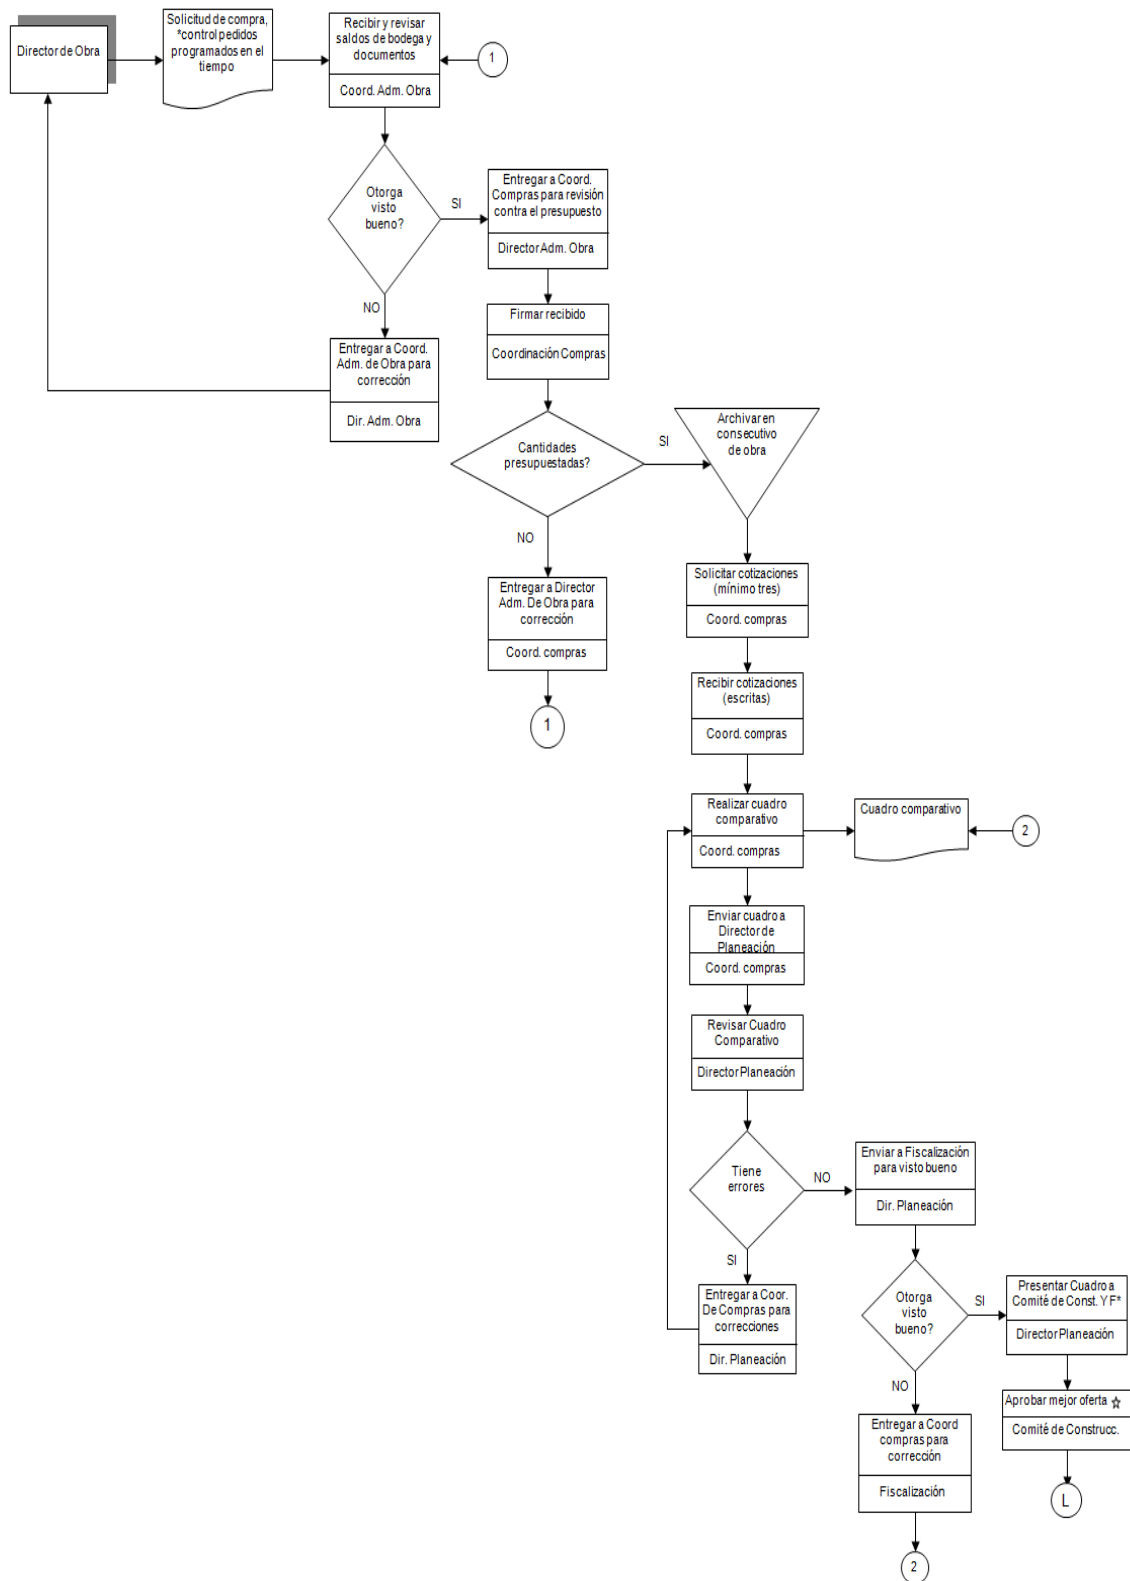 Director de Obra
Solicitud de compra,
*control pedidos
programados en el
tiempo
Recibir y revisar
saldos de bodega y
documentos
Coord. Adm. Obra
1
Otorga
visto
bueno?
SI
Entregar a Coord.
Compras para revisión
contra el presupuesto
Director Adm. Obra
NO
Firmar recibido
Coordinación Compras
Entregar a Coord.
Adm. de Obra para
corrección
Dir. Adm. Obra
Cantidades
presupuestadas?
SI
Archivar en
consecutivo
de obra
NO
Entregar a Director
Adm. De Obra para
corrección
Coord. compras
1
Solicitar cotizaciones
(mínimo tres)
Coord. compras
Recibir cotizaciones
(escritas)
Coord. compras
Realizar cuadro
comparativo
Coord. compras
Cuadro comparativo
2
Enviar cuadro a
Director de
Planeación
Coord. compras
Revisar Cuadro
Comparativo
Director Planeación
Tiene
errores
NO
Enviar a Fiscalización
para visto bueno
Dir. Planeación
SI
Entregar a Coor.
De Compras para
correcciones
Dir. Planeación
Otorga
visto
bueno?
SI
Presentar Cuadro a
Comité de Const. Y F*
Director Planeación
NO
Aprobar mejor oferta ☆
Comité de Construcc.
L
Entregar a Coord
compras para
corrección
Fiscalización
2